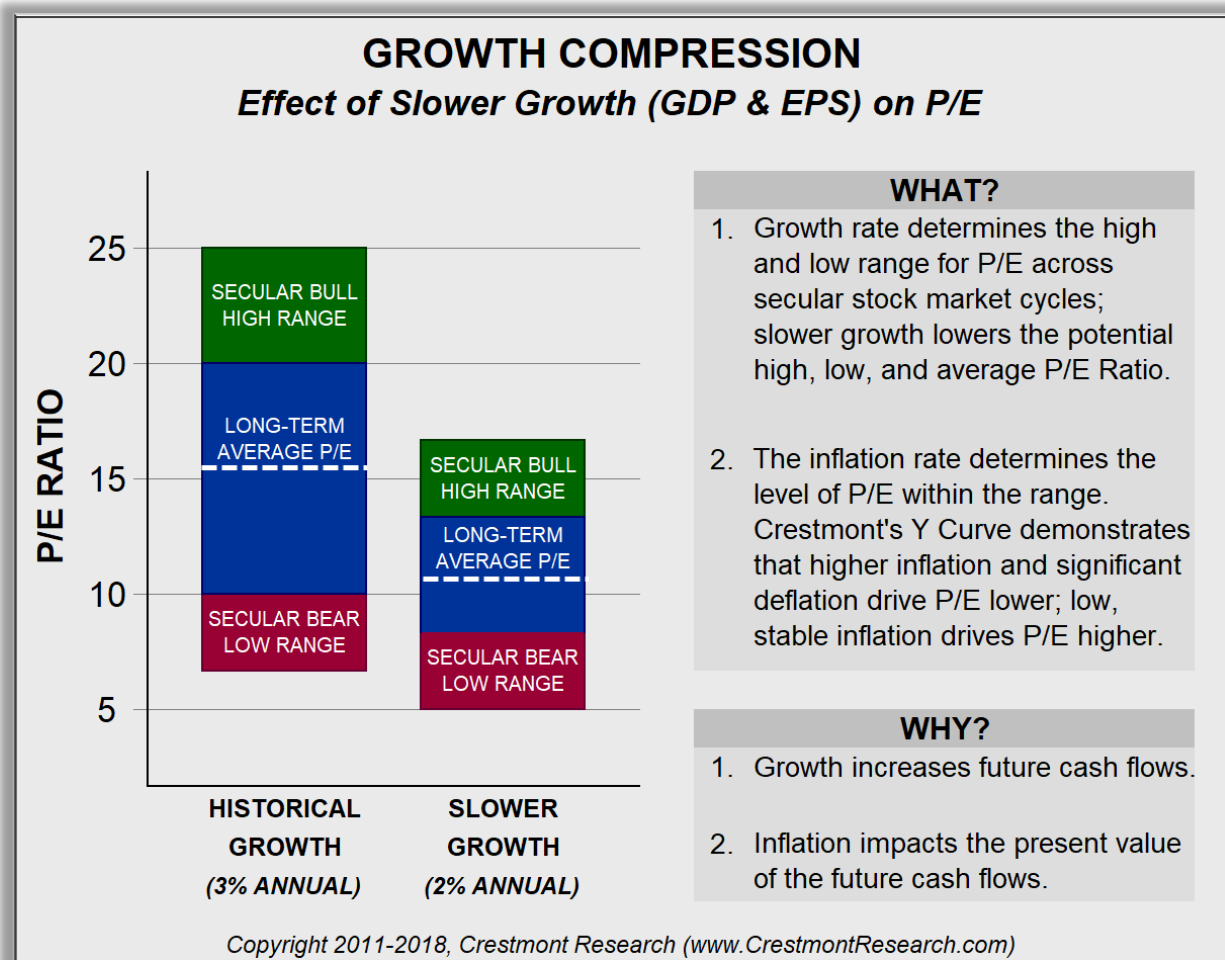 GROWTH COMPRESSION
Effect of Slower Growth (GDP & EPS) on P/E
P/E RATIO
25
20
15
10
5
SECULAR BULL
HIGH RANGE
LONG-TERM
AVERAGE P/E
SECULAR BEAR
LOW RANGE
SECULAR BULL
HIGH RANGE
LONG-TERM
AVERAGE P/E
SECULAR BEAR
LOW RANGE
HISTORICAL
GROWTH
(3% ANNUAL)
SLOWER
GROWTH
(2% ANNUAL)
WHAT?
1. Growth rate determines the high
and low range for P/E across
secular stock market cycles;
slower growth lowers the potential
high, low, and average P/E Ratio.
2. The inflation rate determines the
level of P/E within the range.
Crestmont's Y Curve demonstrates
that higher inflation and significant
deflation drive P/E lower; low,
stable inflation drives P/E higher.
WHY?
1. Growth increases future cash flows.
2. Inflation impacts the present value
of the future cash flows.
Copyright 2011-2018, Crestmont Research (www.CrestmontResearch.com)